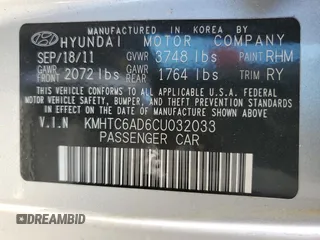 MANUFACTURED IN KOREA BY
HYUNDAI MOTOR COMPANY
SEP/18/11 GVWR 3748 lbs PAINT RHM
GAWR FRONT 2072 lbs GAWR REAR 1764 lbs TRIM RY
THIS VEHICLE CONFORMS TO ALL APPLICABLE U.S. FEDERAL MOTOR
VEHICLE SAFETY, BUMPER, AND THEFT PREVENTION STANDARDS IN
EFFECT ON THE DATE OF MANUFACTURE SHOWN ABOVE.
V.I.N KMHTC6AD6CU032033
PASSENGER CAR
DREAMBID